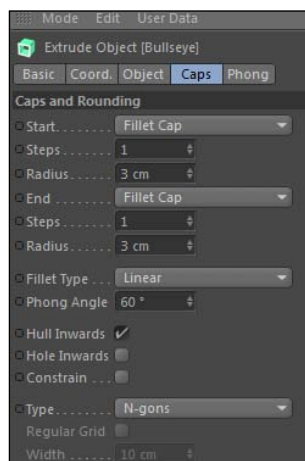 Mode Edit User Data
Extrude Object [Bullseye]
Basic Coord. Object Caps Phong
Caps and Rounding
Start........ Fillet Cap
Steps....... 1
Radius...... 3 cm
End......... Fillet Cap
Steps....... 1
Radius...... 3 cm
Fillet Type... Linear
Phong Angle 60 °
Hull Inwards
Hole Inwards
Constrain ...
Type........ N-gons
Regular Grid
Width...... 10 cm